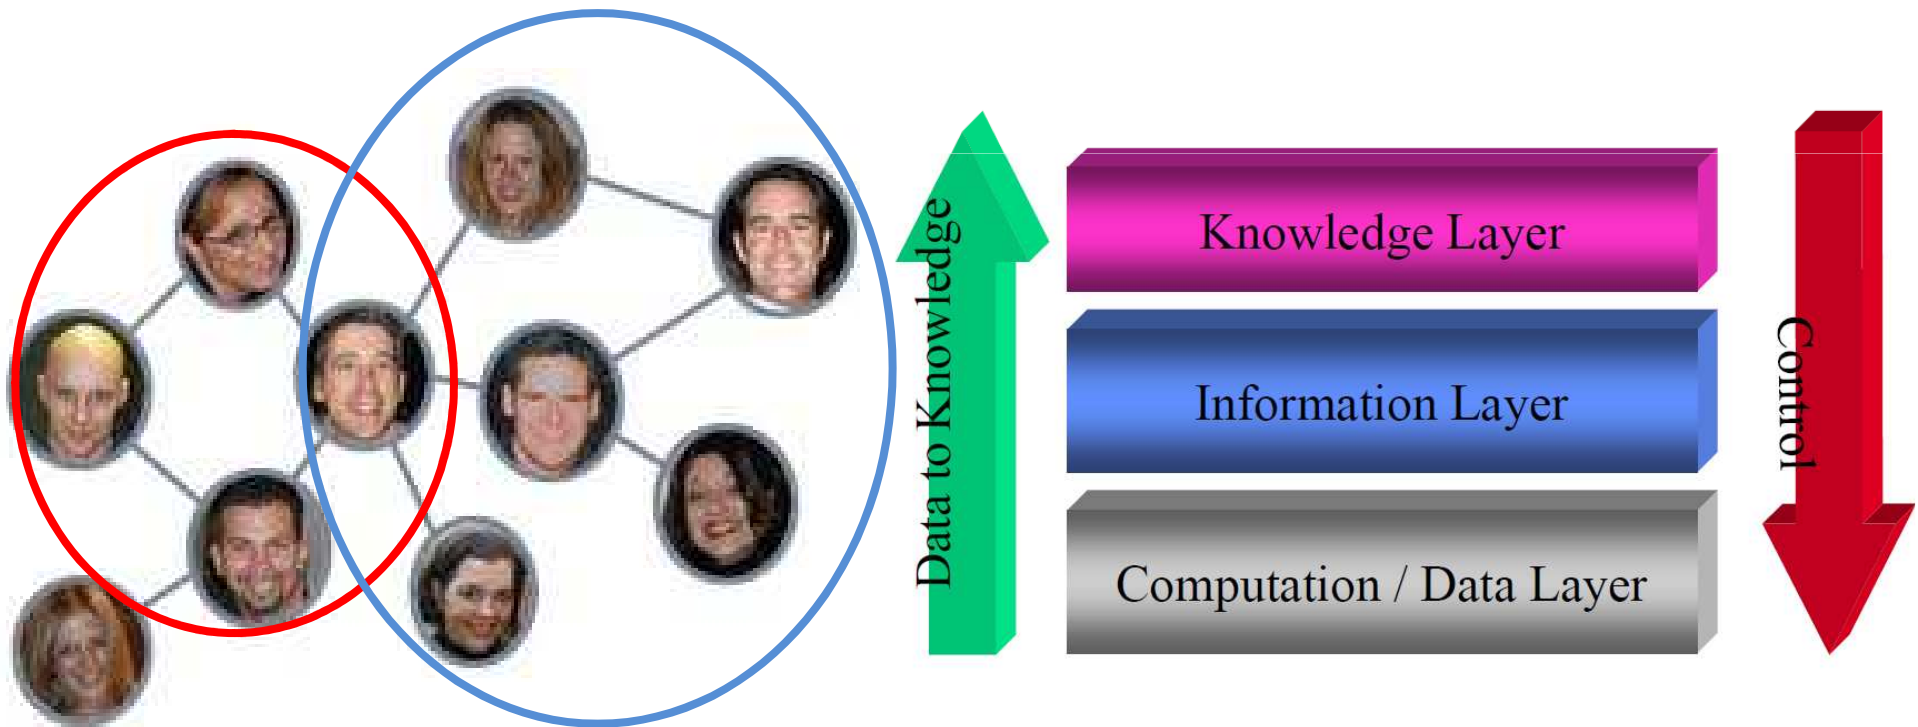 Data to Knowledge
Knowledge Layer
Information Layer
Computation / Data Layer
Control